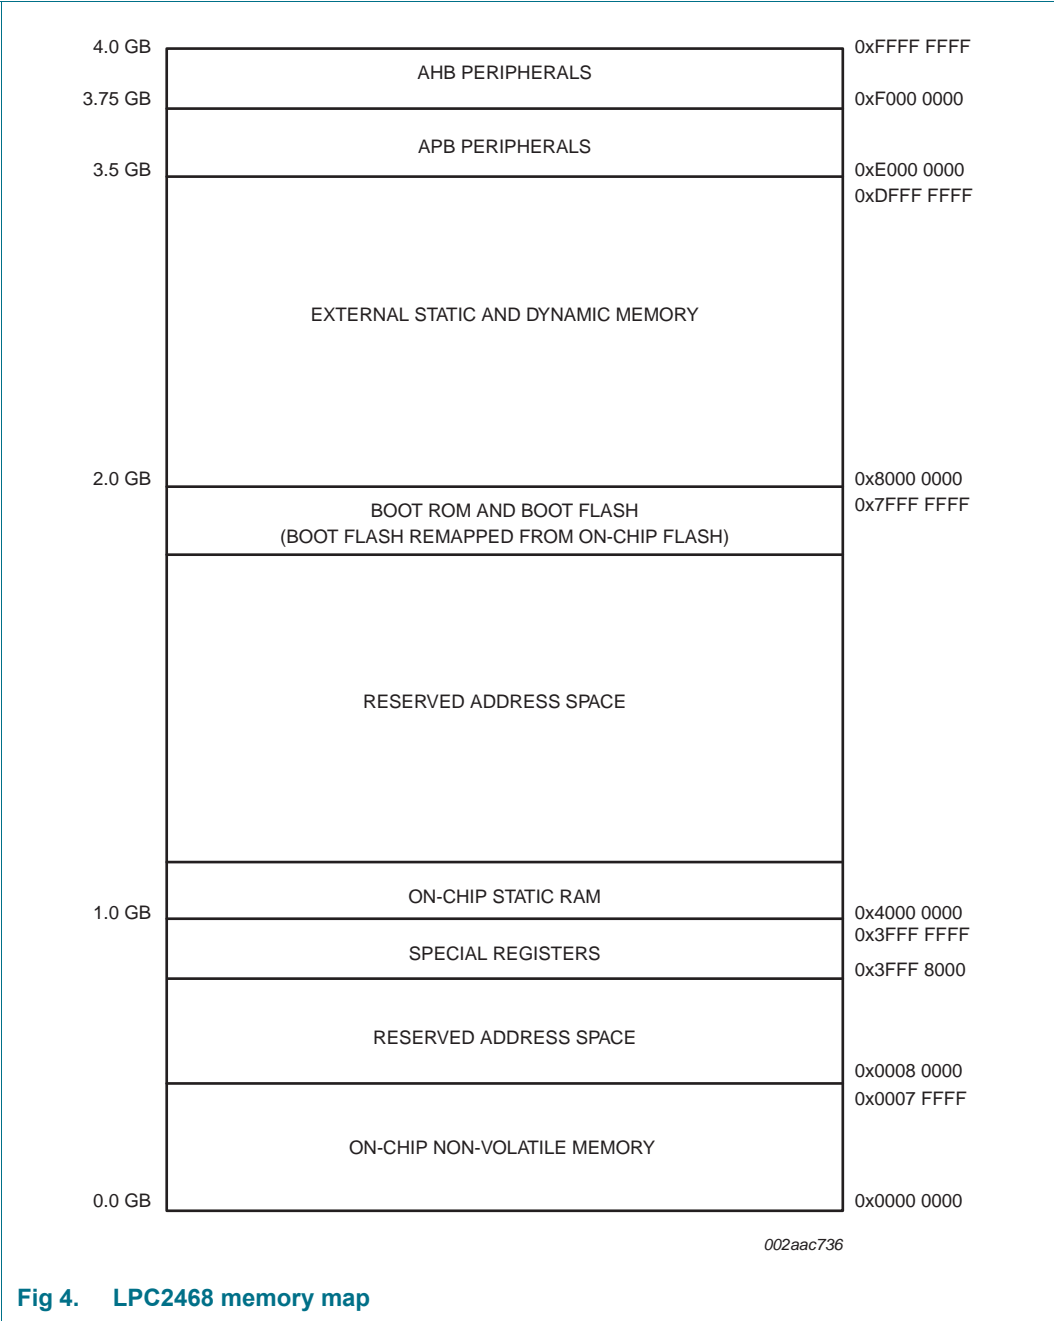 4.0 GB 0xFFFF FFFF
AHB PERIPHERALS
3.75 GB 0xF000 0000
APB PERIPHERALS
3.5 GB 0xE000 0000
0xDFFF FFFF
EXTERNAL STATIC AND DYNAMIC MEMORY
2.0 GB 0x8000 0000
0x7FFF FFFF
BOOT ROM AND BOOT FLASH
(BOOT FLASH REMAPPED FROM ON-CHIP FLASH)
RESERVED ADDRESS SPACE
ON-CHIP STATIC RAM
1.0 GB 0x4000 0000
0x3FFF FFFF
SPECIAL REGISTERS
0x3FFF 8000
RESERVED ADDRESS SPACE
0x0008 0000
0x0007 FFFF
ON-CHIP NON-VOLATILE MEMORY
0.0 GB 0x0000 0000
002aac736
Fig 4. LPC2468 memory map